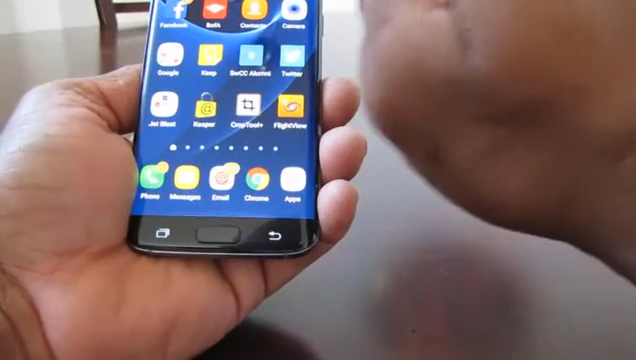 Facebook BofA Contacts Camera
Google Keep SwCC Alumni Twitter
Jet Blast Keeper CropTool+ FlightView
Phone Messages Email Chrome Apps